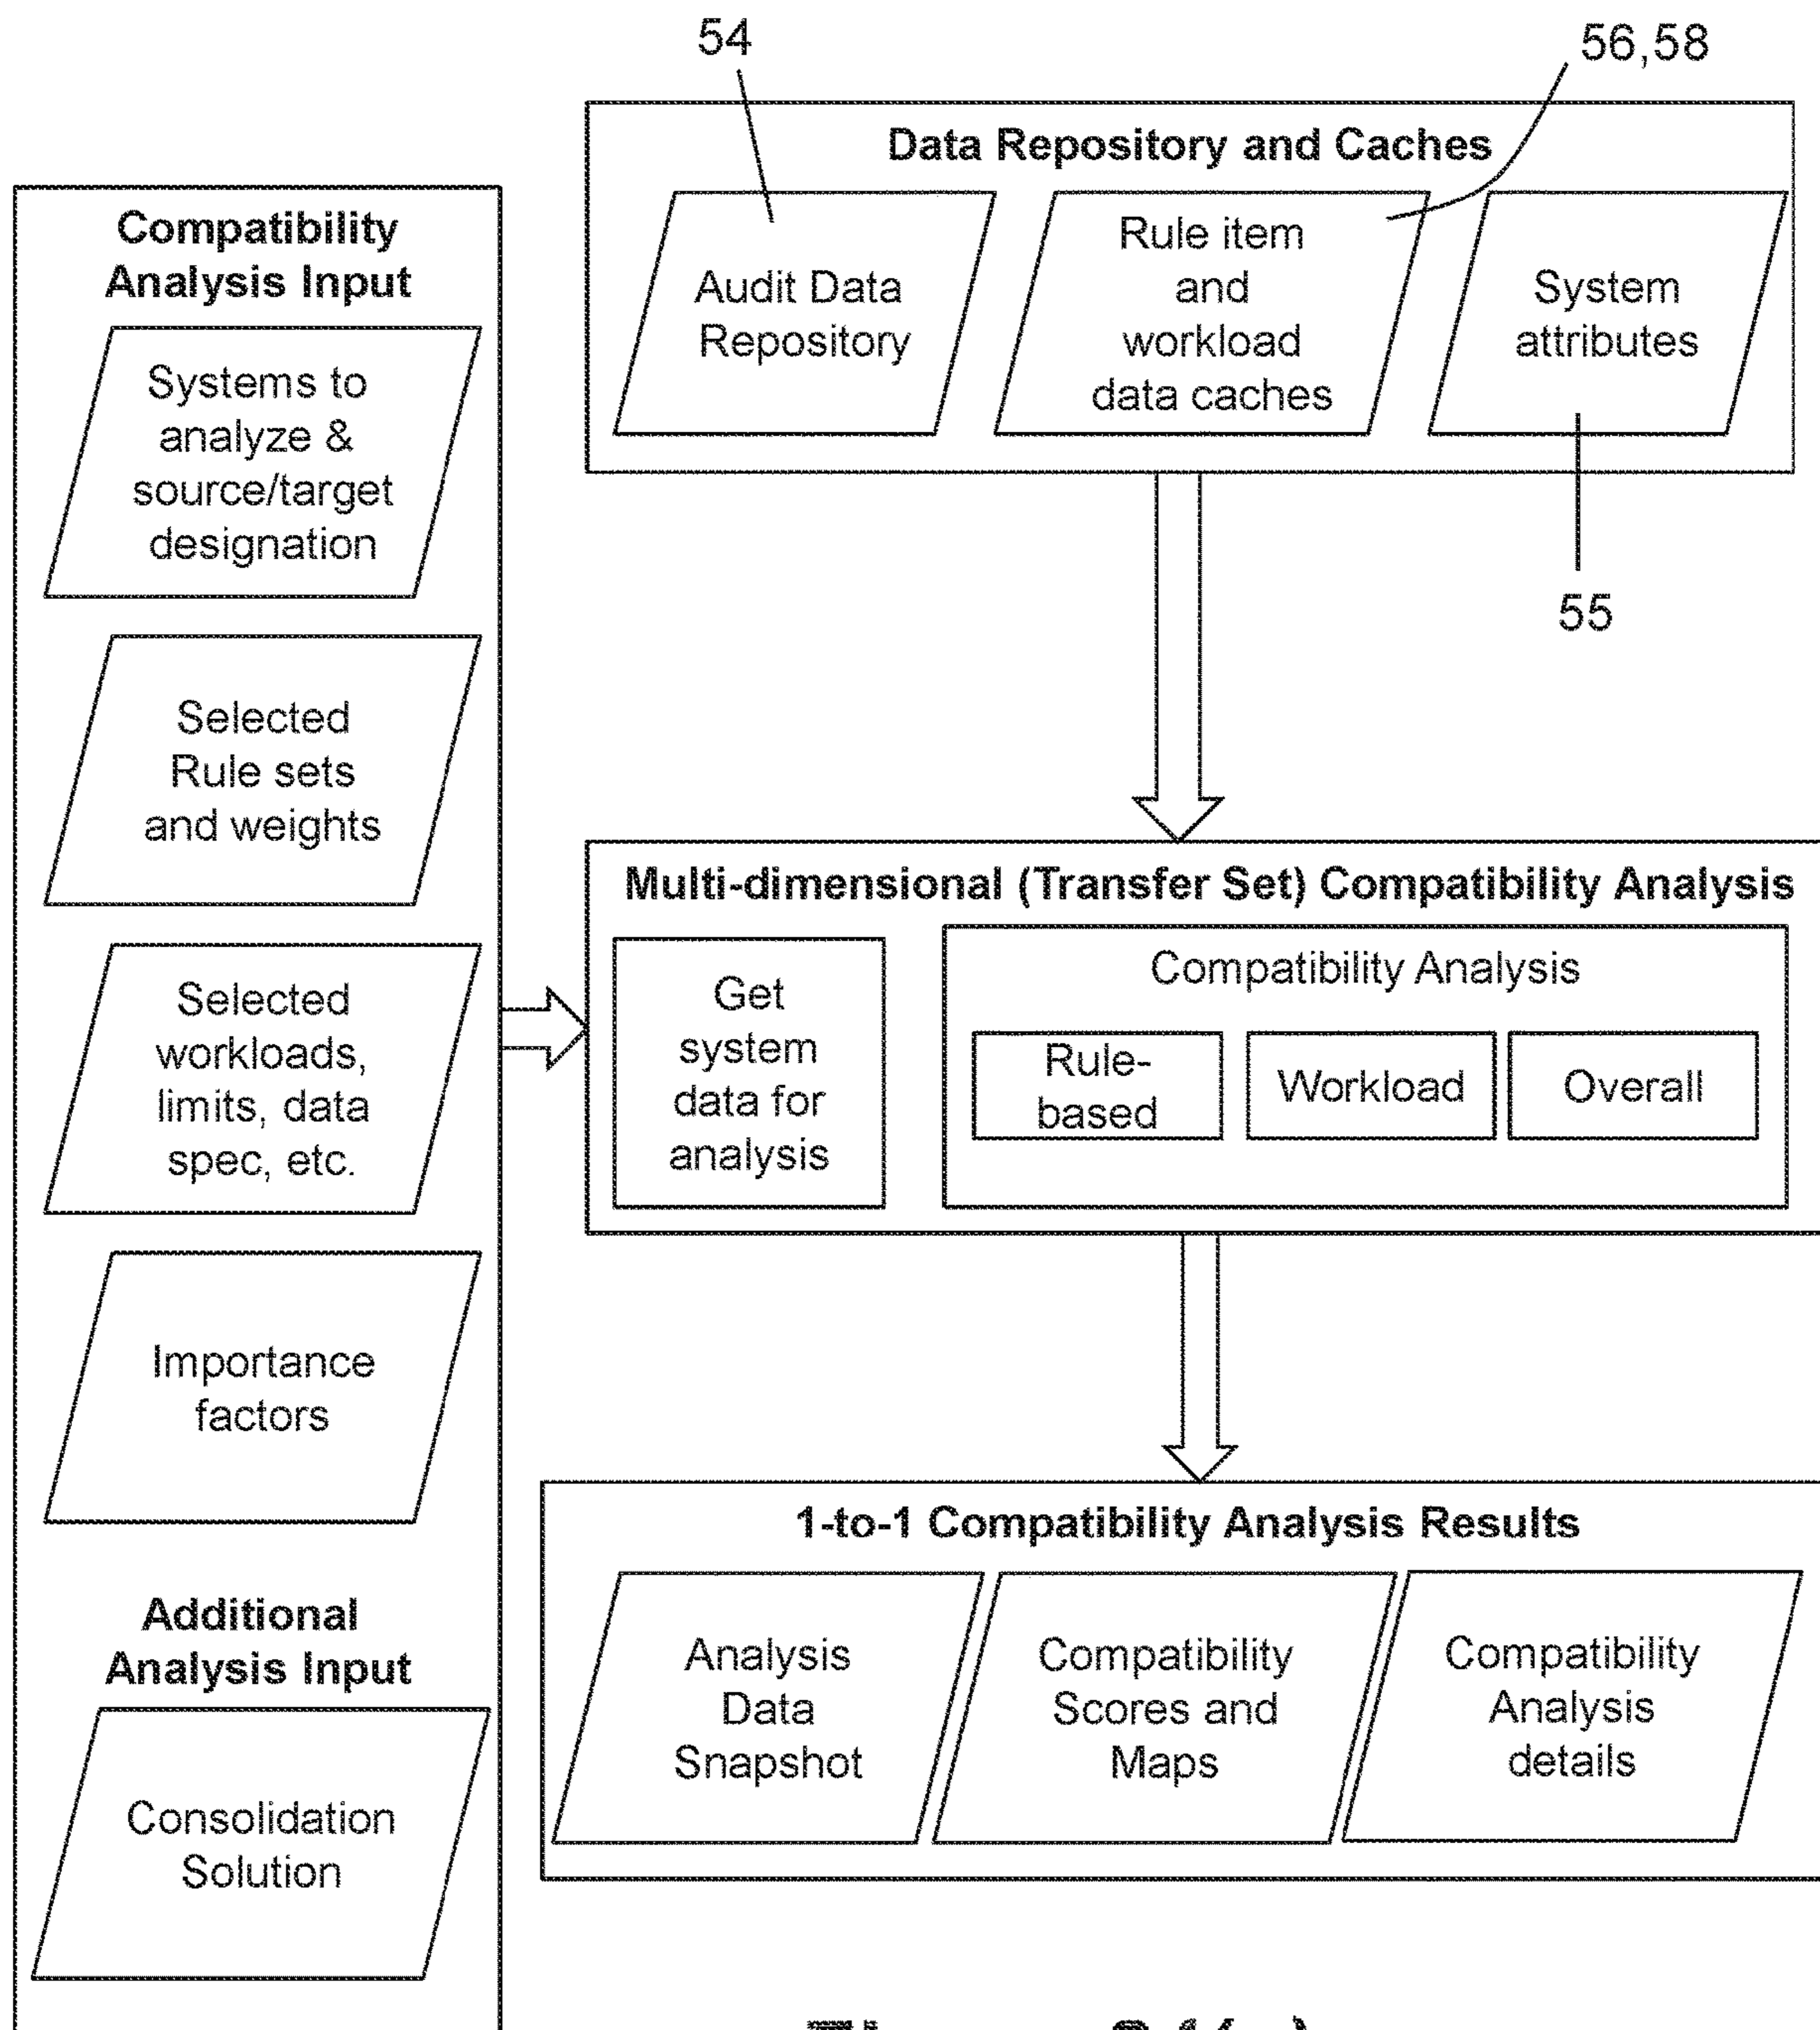 54
56,58
Data Repository and Caches
Audit Data
Repository
Rule item
and
workload
data caches
System
attributes
55
Compatibility
Analysis Input
Systems to
analyze &
source/target
designation
Selected
Rule sets
and weights
Selected
workloads,
limits, data
spec, etc.
Importance
factors
Additional
Analysis Input
Consolidation
Solution
Multi-dimensional (Transfer Set) Compatibility Analysis
Get
system
data for
analysis
Compatibility Analysis
Rule-
based
Workload
Overall
1-to-1 Compatibility Analysis Results
Analysis
Data
Snapshot
Compatibility
Scores and
Maps
Compatibility
Analysis
details